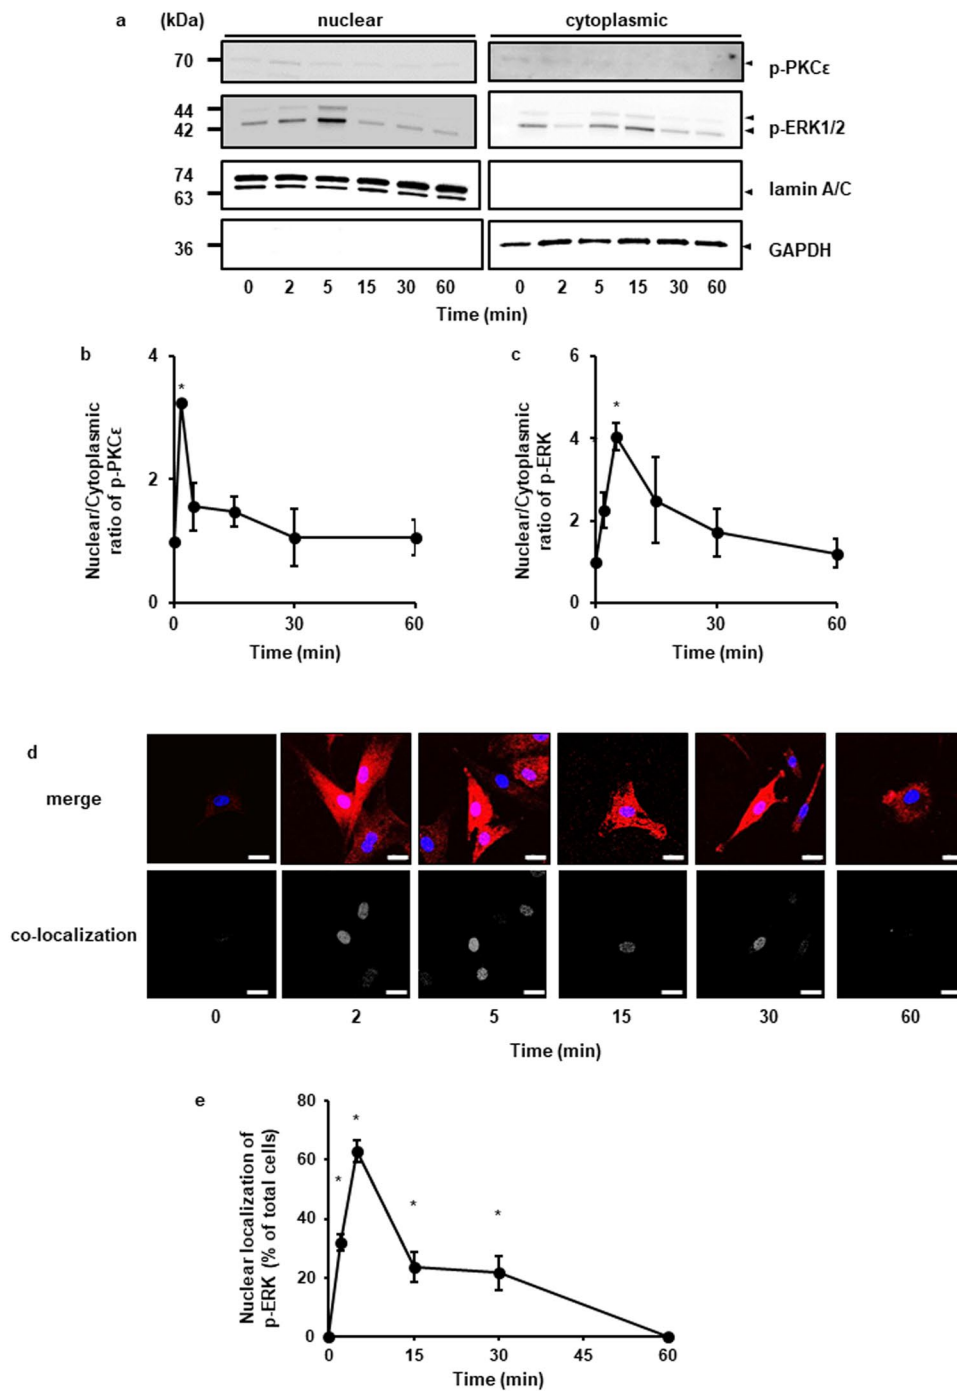 a (kDa) nuclear cytoplasmic
70 p-PKCε
44
42 p-ERK1/2
74
63 lamin A/C
36 GAPDH
0 2 5 15 30 60 0 2 5 15 30 60
Time (min)
b
Nuclear/Cytoplasmic
ratio of p-PKCε
4
2
0
*
0 30 60
Time (min)
c
Nuclear/Cytoplasmic
ratio of p-ERK
6
4
2
0
*
0 30 60
Time (min)
d
merge
co-localization
0 2 5 15 30 60
Time (min)
e
Nuclear localization of
p-ERK (% of total cells)
80
60
40
20
0
* * * *
0 15 30 45 60
Time (min)